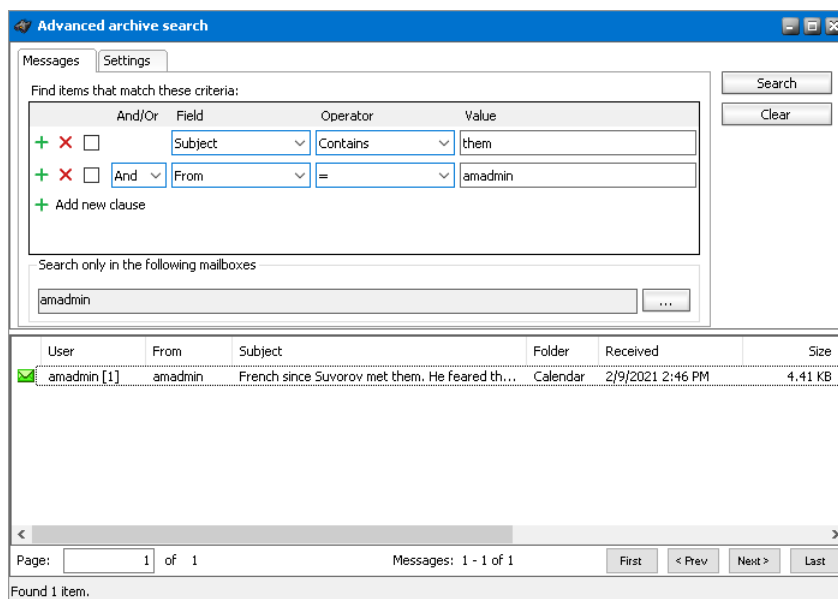 Advanced archive search
Messages Settings
Search
Find items that match these criteria:
Clear
And/Or Field Operator Value
Subject Contains them
And From = amadmin
Add new clause
Search only in the following mailboxes
amadmin ...
User From Subject Folder Received Size
amadmin [1] amadmin French since Suvorov met them. He feared th... Calendar 2/9/2021 2:46 PM 4.41 KB
Page: 1 of 1 Messages: 1 - 1 of 1 First < Prev Next > Last
Found 1 item.